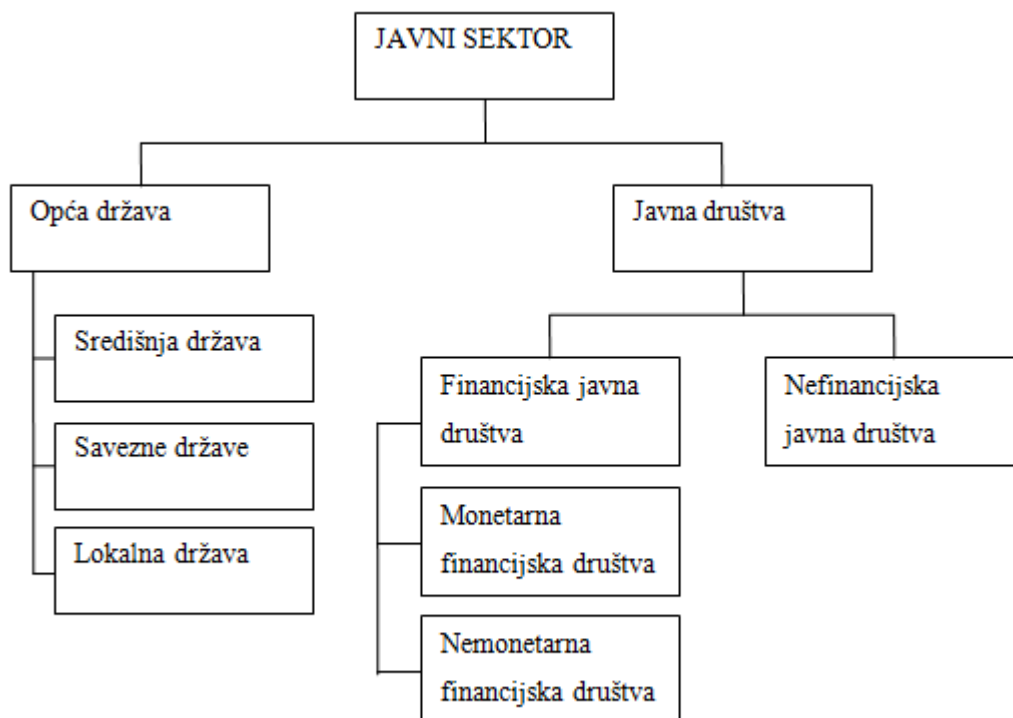 JAVNI SEKTOR
Opća država
Javna društva
Središnja država
Savezne države
Lokalna država
Financijska javna
društva
Monetarna
financijska društva
Nemonetarna
financijska društva
Nefinancijska
javna društva